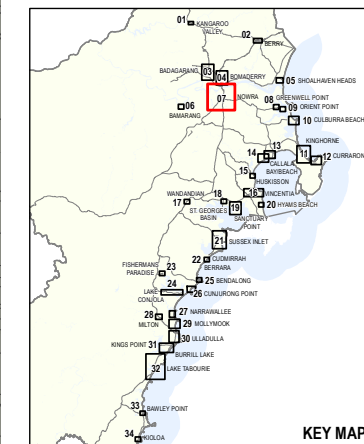 01
KANGAROO
VALLEY
02
BERRY
BADAGARANG
03
04
BOMADERRY
05
SHOALHAVEN HEADS
06
BAMARANG
07
NOWRA
08
GREENWELL POINT
09
ORIENT POINT
10
CULBURRA BEACH
KINGHORNE
11
12
CURRARON
13
14
CALLALA
BAY/BEACH
15
HUSKISSON
16
VINCENTIA
WANDANDIAN
17
18
ST. GEORGES
BASIN
19
SANCTUARY
POINT
20
HYAMS BEACH
21
SUSSEX INLET
22
CUDMIRRAH
BERRARA
FISHERMANS
PARADISE
23
24
LAKE
CONJOLA
25
BENDALONG
26
CUNJURONG POINT
27
NARRAWALLEE
28
MILTON
29
MOLLYMOOK
30
ULLADULLA
KINGS POINT
31
BURRILL LAKE
32
LAKE TABOURIE
33
BAWLEY POINT
34
KIOLOA
KEY MAP